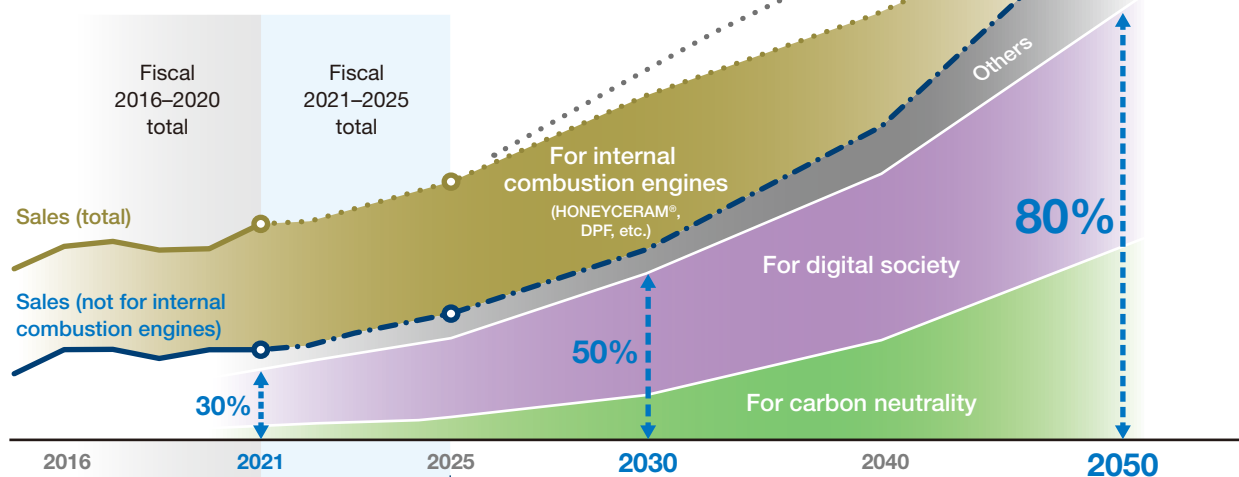 Fiscal
2016–2020
total
Fiscal
2021–2025
total
Others
For internal
combustion engines
(HONEYCERAM®,
DPF, etc.)
Sales (total)
80%
For digital society
Sales (not for internal
combustion engines)
50%
30%
For carbon neutrality
2016
2021
2025
2030
2040
2050